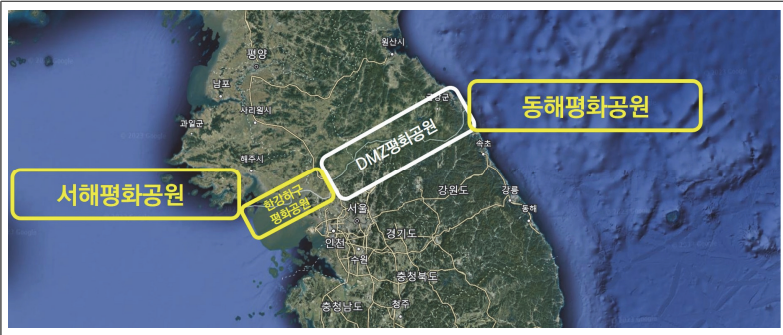 원산시
평양
남포
금강군
동해평화공원
사리원시
과일군
DMZ평화공원
속초
해주시
서해평화공원
한강하구
평화공원
강원도
강릉
서울
동해
인천
경기도
수원
충청북도
충청남도
청주